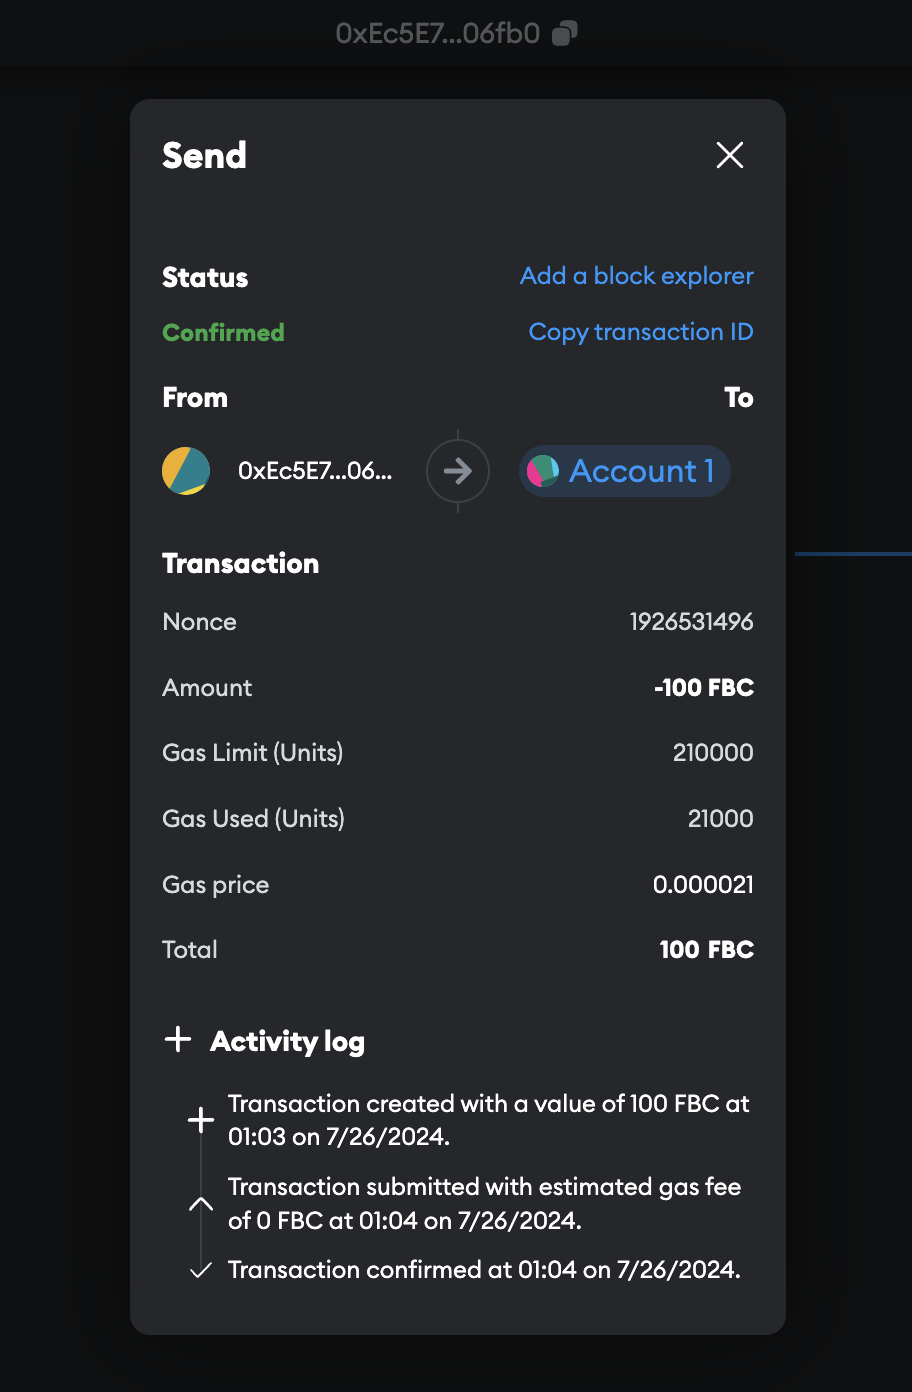 0xEc5E7...06fb0
Send
Status
Add a block explorer
Confirmed
Copy transaction ID
From
To
0xEc5E7...06...
Account 1
Transaction
Nonce
1926531496
Amount
-100 FBC
Gas Limit (Units)
210000
Gas Used (Units)
21000
Gas price
0.000021
Total
100 FBC
Activity log
Transaction created with a value of 100 FBC at
01:03 on 7/26/2024.
Transaction submitted with estimated gas fee
of 0 FBC at 01:04 on 7/26/2024.
Transaction confirmed at 01:04 on 7/26/2024.